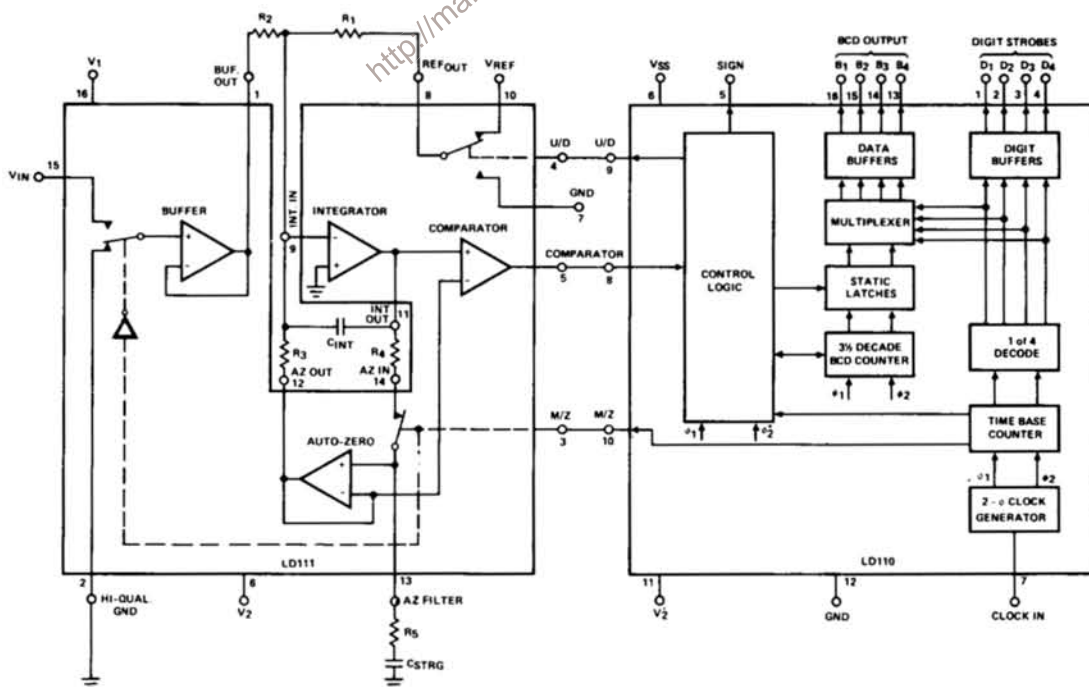 http://ma
R2
R1
BUF. OUT
1
REFOUT
8
VREF
10
V1
16
VIN
15
BUFFER
INT IN
9
INTEGRATOR
COMPARATOR
U/D
4
U/D
9
GND
7
COMPARATOR
5
8
INT OUT
11
CINT
R3
R4
AZ OUT
12
AZ IN
14
M/Z
3
M/Z
10
AUTO-ZERO
LD111
2
HI-QUAL. GND
6
V2
13
AZ FILTER
R5
CSTRG
VSS
6
SIGN
5
BCD OUTPUT
B1 B2 B3 B4
16 15 14 13
DIGIT STROBES
D1 D2 D3 D4
1 2 3 4
DATA BUFFERS
DIGIT BUFFERS
MULTIPLEXER
CONTROL LOGIC
STATIC LATCHES
3½ DECADE BCD COUNTER
ϕ1 ϕ2
1 of 4 DECODE
TIME BASE COUNTER
ϕ1 ϕ2
ϕ1 ϕ2
2 - ϕ CLOCK GENERATOR
LD110
11
V2
12
GND
7
CLOCK IN